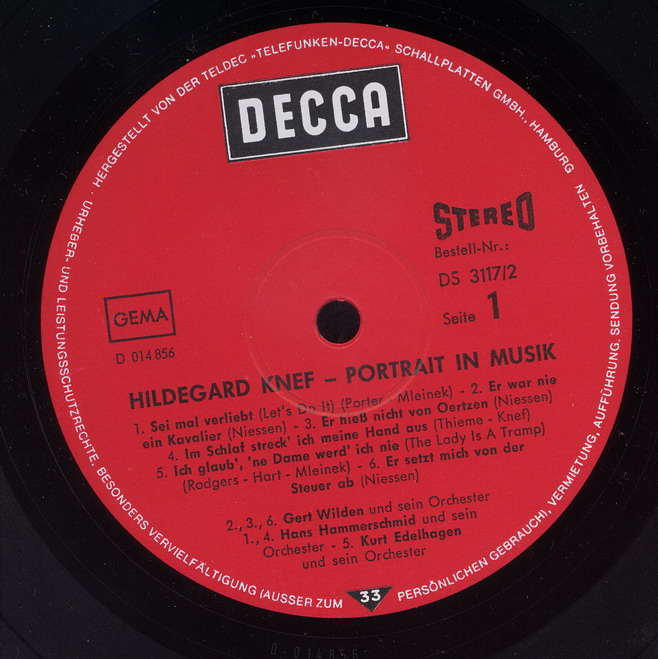 · HERGESTELLT VON DER TELDEC »TELEFUNKEN-DECCA« SCHALLPLATTEN GMBH., HAMBURG
DECCA
STEREO
Bestell-Nr.:
DS 3117/2
Seite 1
GEMA
D 014 856
HILDEGARD KNEF – PORTRAIT IN MUSIK
1. Sei mal verliebt (Let's Do It) (Porter - Mleinek) - 2. Er war nie
ein Kavalier (Niessen) - 3. Er hieß nicht von Oertzen (Niessen)
4. Im Schlaf streck' ich meine Hand aus (Thieme - Knef)
5. Ich glaub', 'ne Dame werd' ich nie (The Lady Is A Tramp)
(Rodgers - Hart - Mleinek) - 6. Er setzt mich von der
Steuer ab (Niessen)
2., 3., 6. Gert Wilden und sein Orchester
1., 4. Hans Hammerschmid und sein
Orchester - 5. Kurt Edelhagen
und sein Orchester
URHEBER- UND LEISTUNGSSCHUTZRECHTE, BESONDERS VERVIELFÄLTIGUNG (AUSSER ZUM PERSÖNLICHEN GEBRAUCH), VERMIETUNG, AUFFÜHRUNG, SENDUNG VORBEHALTEN
33
D-014856